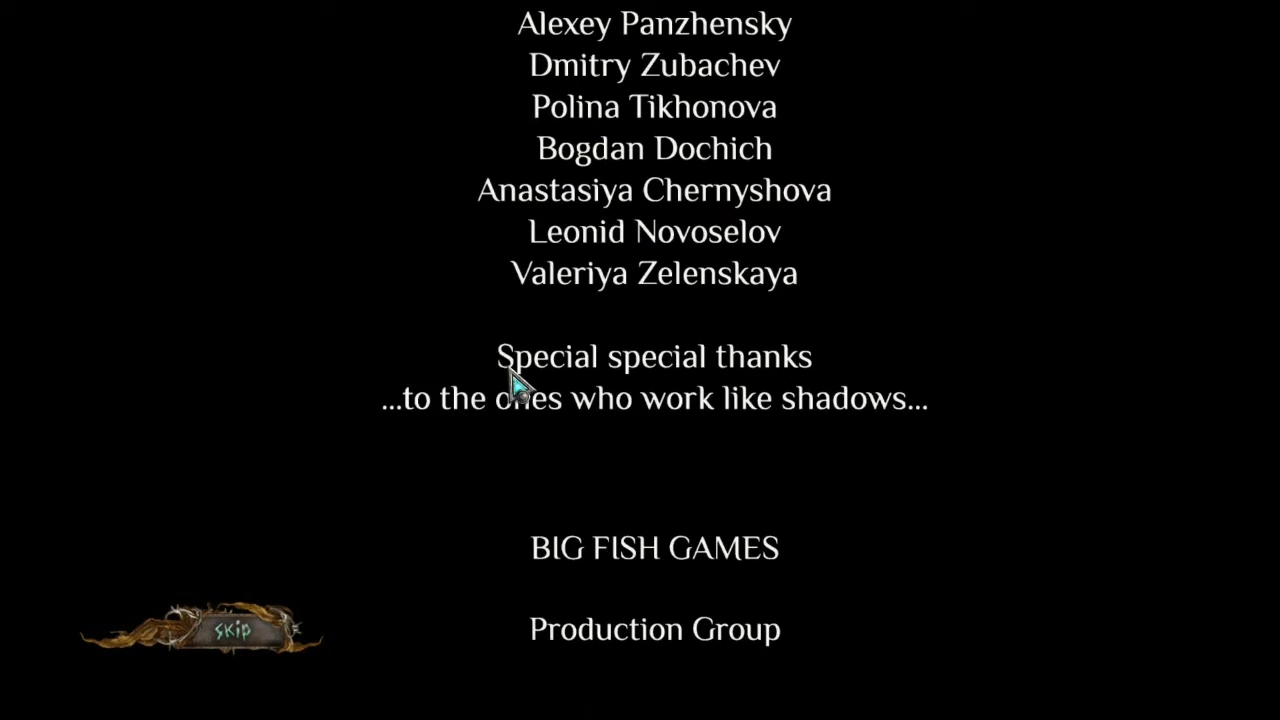 Alexey Panzhensky
Dmitry Zubachev
Polina Tikhonova
Bogdan Dochich
Anastasiya Chernyshova
Leonid Novoselov
Valeriya Zelenskaya
Special special thanks
...to the ones who work like shadows...
BIG FISH GAMES
Production Group
SKIP